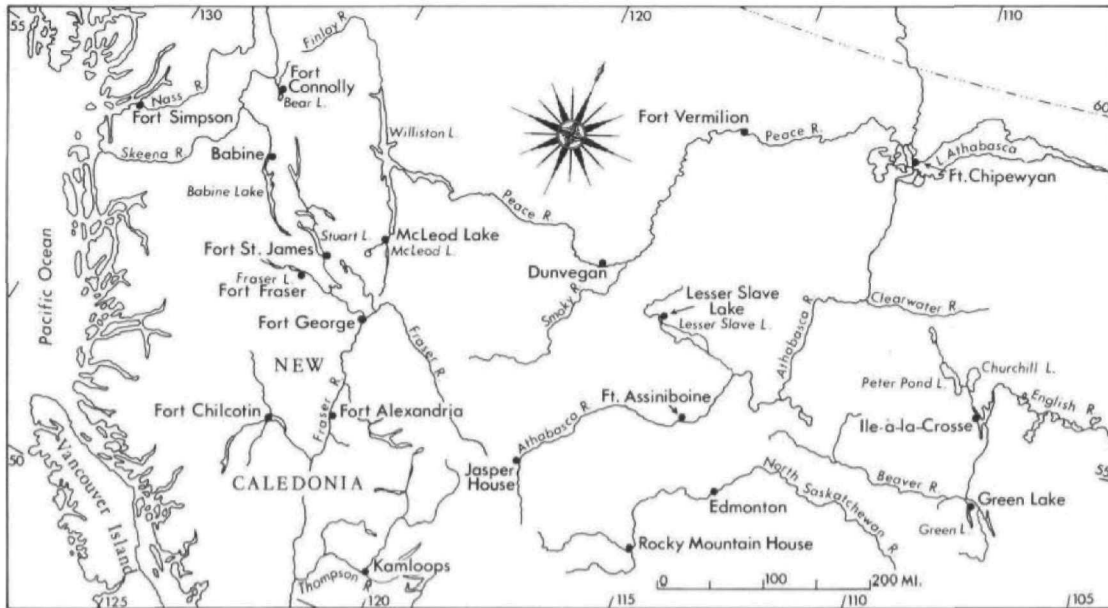 55
130
120
110
Finlay R.
Fort
Connolly
Bear L.
Nass R
Fort Simpson
Williston L.
Fort Vermilion
Peace R.
60
Skeena R.
Babine
L. Athabasca
Ft. Chipewyan
Babine Lake
Peace R.
Stuart L.
McLeod Lake
Fort St. James
McLeod L.
Fraser L.
Fort Fraser
Dunvegan
Smoky R.
Pacific Ocean
Lesser Slave
Lake
Lesser Slave L.
Athabasca R
Clearwater R.
Fort George
Fraser R.
NEW
Churchill L.
Peter Pond L.
Fort Chilcotin
Fraser R
Fort Alexandria
Ft. Assiniboine
Athabasca R.
English R.
Ile-à-la-Crosse
50
Vancouver Island
CALEDONIA
Jasper
House
North Saskatchewan R
Beaver R.
55
Edmonton
Green Lake
Green L.
Rocky Mountain House
Kamloops
Thompson R
0 100 200 MI.
125
120
115
110
105